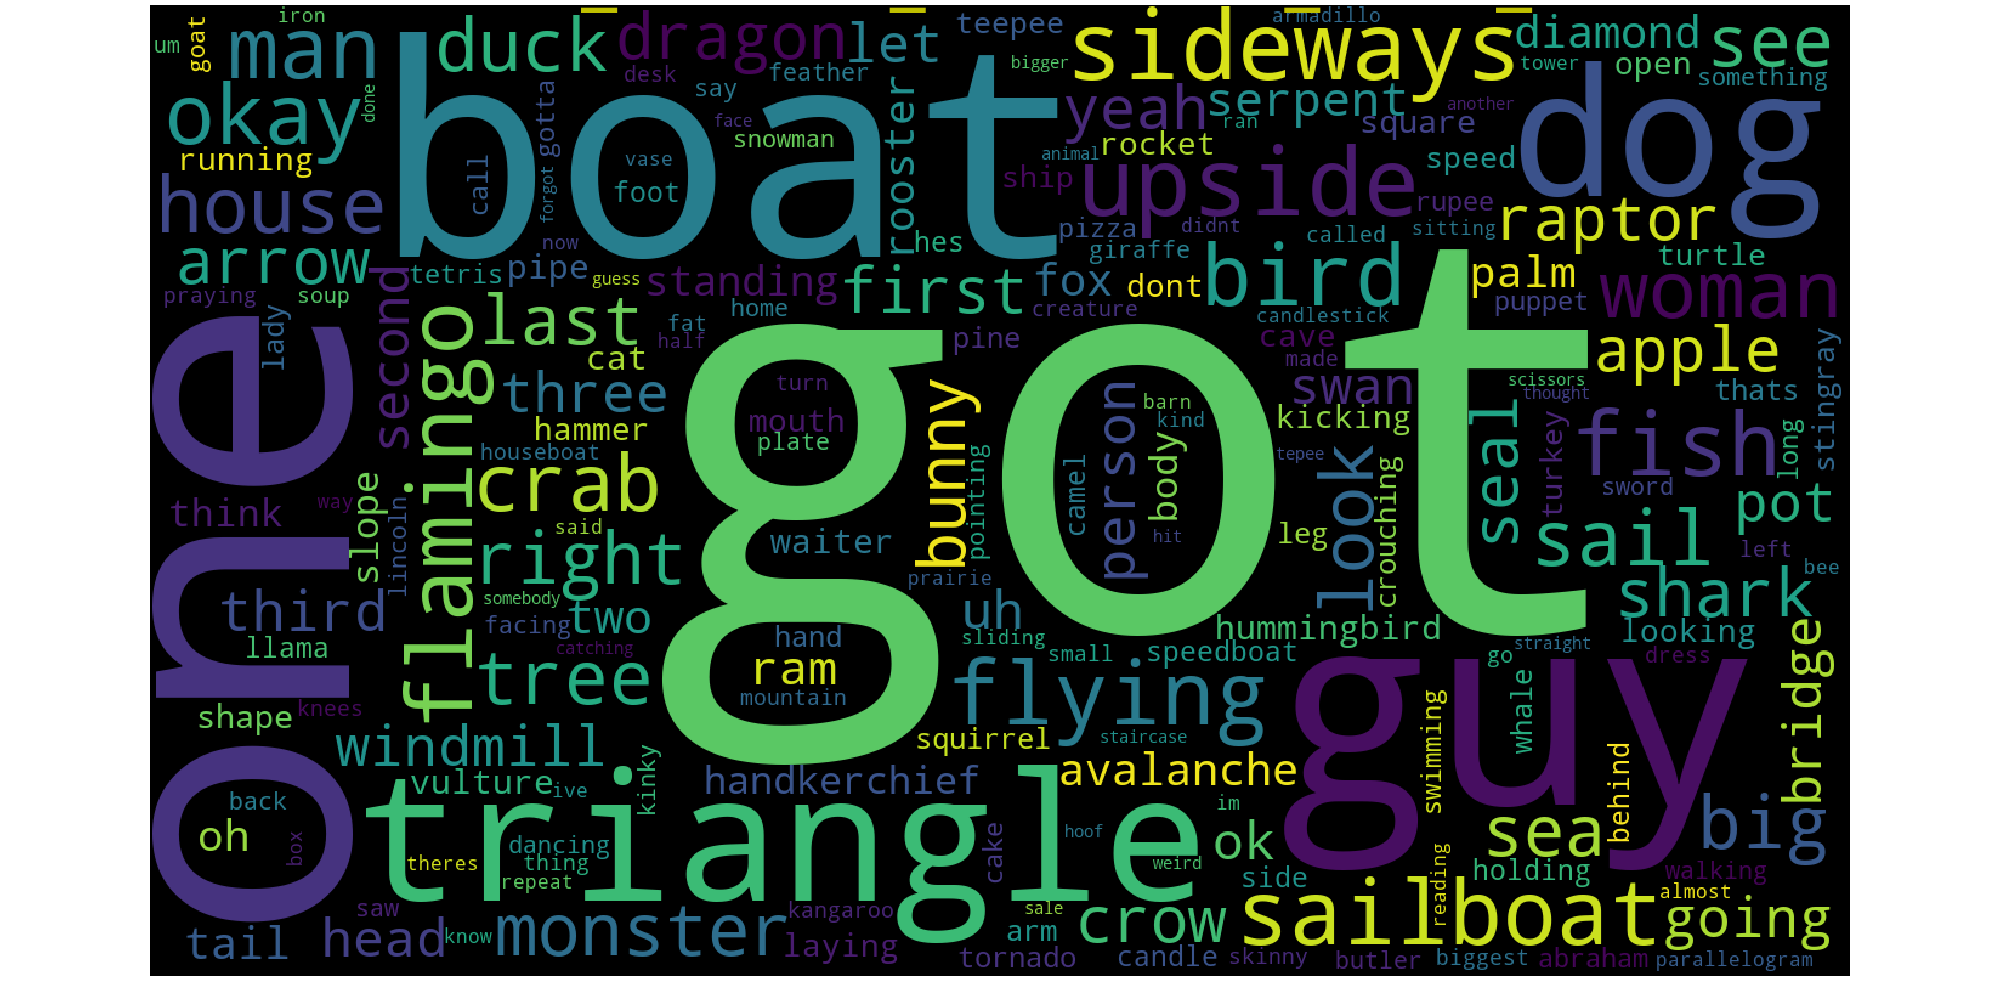 iron
um
goat
man
duck
dragon
let
teepee
sideways
armadillo
diamond
see
tower
open
something
desk
feather
bigger
say
okay
done
boat
gotta
face
snowman
rooster
yeah
serpent
ran
another
square
dog
running
call
forgot
vase
foot
rocket
animal
ship
upside
speed
rupee
raptor
house
arrow
now
hes
pizza
didnt
giraffe
called
sitting
turtle
tetris
pipe
guess
standing
first
fox
dont
bird
palm
woman
praying
soup
second
home
creature
candlestick
puppet
lady
flamingo
last
fat
half
pine
cave
made
apple
one
cat
three
turn
mouth
plate
got
bunny
person
barn
kind
swan
scissors
thought
thats
stingray
hammer
houseboat
kicking
seal
turkey
fish
long
crab
camel
body
tepee
look
crouching
sword
pot
think
way
slope
lincoln
said
right
waiter
pointing
hit
leg
sail
left
bee
prairie
third
somebody
facing
two
uh
hummingbird
shark
looking
llama
catching
hand
sliding
small
speedboat
straight
go
dress
bridge
tree
ram
mountain
flying
guy
whale
shape
knees
squirrel
staircase
swimming
windmill
kinky
vulture
ive
handkerchief
avalanche
behind
big
back
oh
box
triangle
dancing
thing
theres
repeat
hoof
im
cake
weird
ok
side
sea
holding
walking
reading
almost
saw
tail
head
know
monster
kangaroo
laying
sale
arm
crow
sailboat
going
tornado
candle
skinny
butler
biggest
abraham
parallelogram